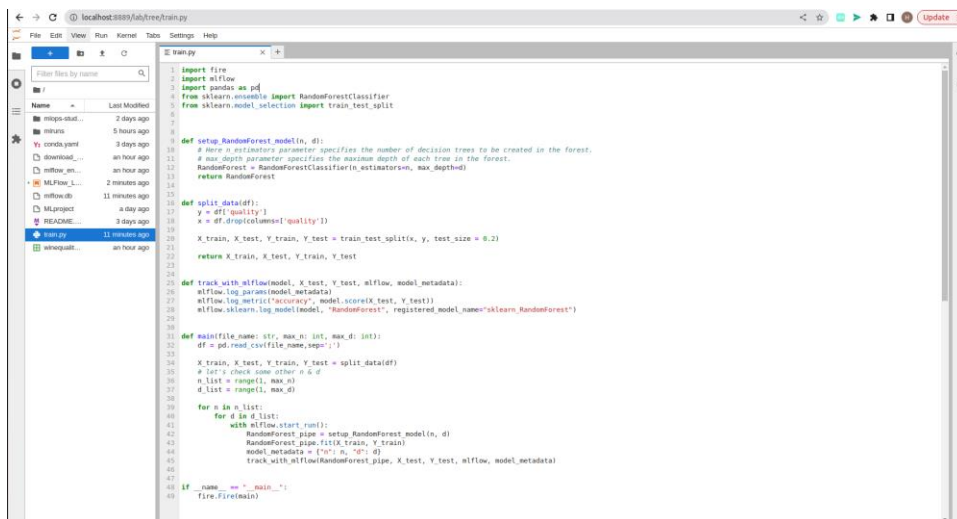 localhost:8889/lab/tree/train.py
Update
File Edit View Run Kernel Tabs Settings Help
train.py
Filter files by name
/
Name Last Modified
mlops-stud... 2 days ago
mlruns 5 hours ago
conda.yaml 3 days ago
download_... an hour ago
mlflow_en... an hour ago
MLFlow_L... 2 minutes ago
mlflow.db 11 minutes ago
MLproject a day ago
README.... 3 days ago
train.py 11 minutes ago
winequalit... an hour ago
1 import fire
2 import mlflow
3 import pandas as pd
4 from sklearn.ensemble import RandomForestClassifier
5 from sklearn.model_selection import train_test_split
6
7
8
9 def setup_RandomForest_model(n, d):
10 # Here n_estimators parameter specifies the number of decision trees to be created in the forest.
11 # max_depth parameter specifies the maximum depth of each tree in the forest.
12 RandomForest = RandomForestClassifier(n_estimators=n, max_depth=d)
13 return RandomForest
14
15
16 def split_data(df):
17 y = df['quality']
18 x = df.drop(columns=['quality'])
19
20 X_train, X_test, Y_train, Y_test = train_test_split(x, y, test_size = 0.2)
21
22 return X_train, X_test, Y_train, Y_test
23
24
25 def track_with_mlflow(model, X_test, Y_test, mlflow, model_metadata):
26 mlflow.log_params(model_metadata)
27 mlflow.log_metric("accuracy", model.score(X_test, Y_test))
28 mlflow.sklearn.log_model(model, "RandomForest", registered_model_name="sklearn_RandomForest")
29
30
31 def main(file_name: str, max_n: int, max_d: int):
32 df = pd.read_csv(file_name,sep=';')
33
34 X_train, X_test, Y_train, Y_test = split_data(df)
35 # let's check some other n & d
36 n_list = range(1, max_n)
37 d_list = range(1, max_d)
38
39 for n in n_list:
40 for d in d_list:
41 with mlflow.start_run():
42 RandomForest_pipe = setup_RandomForest_model(n, d)
43 RandomForest_pipe.fit(X_train, Y_train)
44 model_metadata = {"n": n, "d": d}
45 track_with_mlflow(RandomForest_pipe, X_test, Y_test, mlflow, model_metadata)
46
47
48 if __name__ == "__main__":
49 fire.Fire(main)